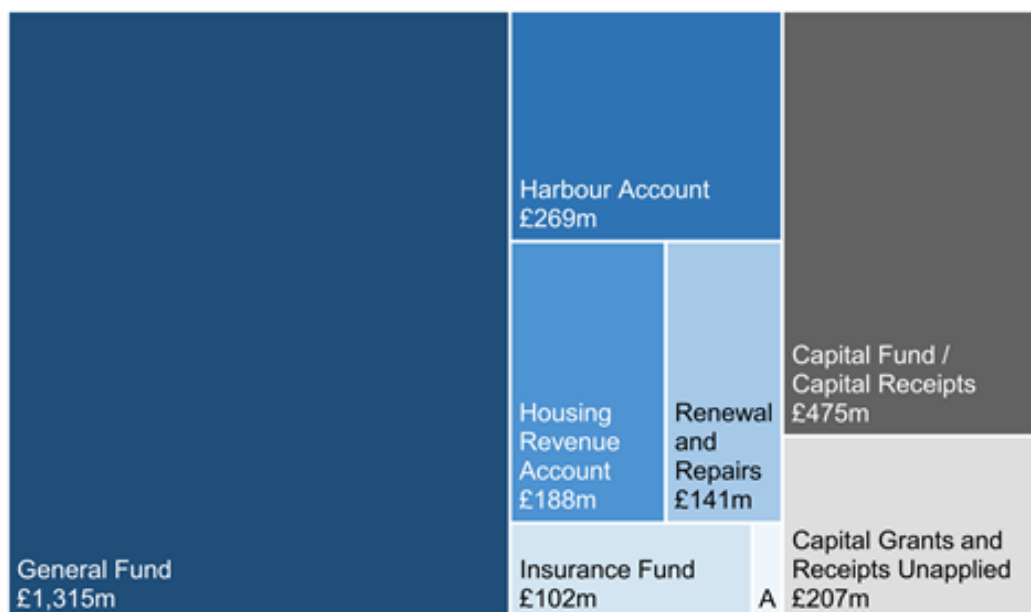 General Fund
£1,315m
Harbour Account
£269m
Housing
Revenue
Account
£188m
Renewal
and
Repairs
£141m
Insurance Fund
£102m
A
Capital Fund /
Capital Receipts
£475m
Capital Grants and
Receipts Unapplied
£207m